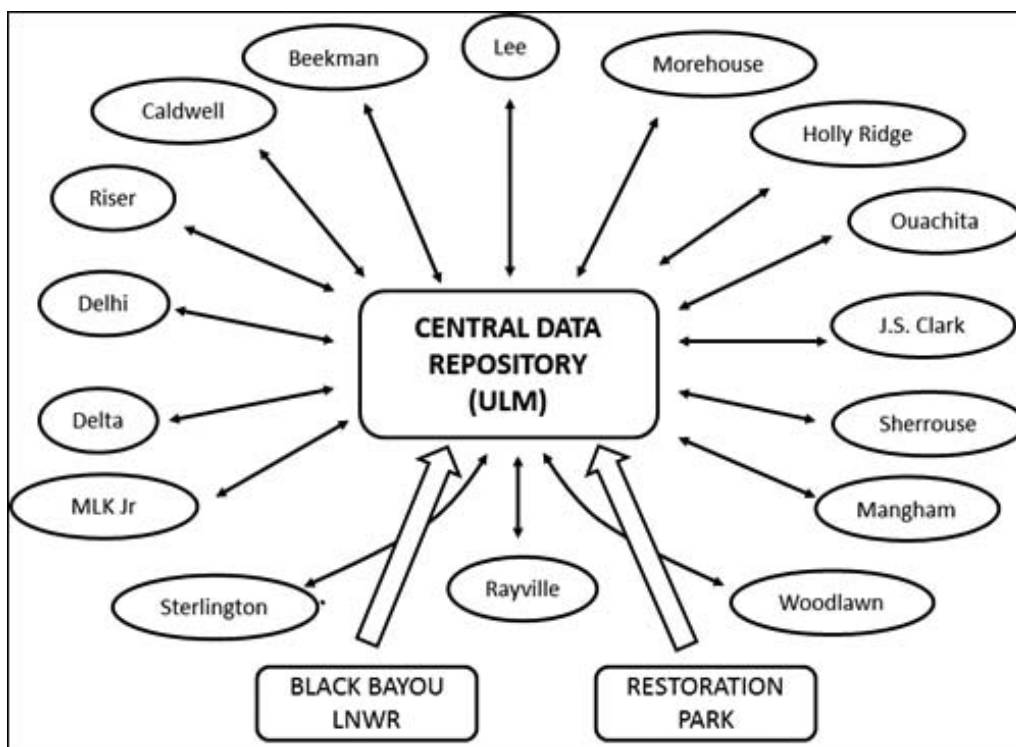 Lee
Beekman
Morehouse
Caldwell
Holly Ridge
Riser
Ouachita
Delhi
J.S. Clark
CENTRAL DATA
REPOSITORY
(ULM)
Delta
Sherrouse
MLK Jr
Mangham
Sterlington
Rayville
Woodlawn
BLACK BAYOU
LNWR
RESTORATION
PARK